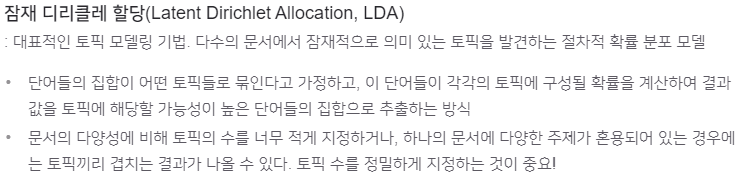 잠재 디리클레 할당(Latent Dirichlet Allocation, LDA)
: 대표적인 토픽 모델링 기법. 다수의 문서에서 잠재적으로 의미 있는 토픽을 발견하는 절차적 확률 분포 모델
• 단어들의 집합이 어떤 토픽들로 묶인다고 가정하고, 이 단어들이 각각의 토픽에 구성될 확률을 계산하여 결과
값을 토픽에 해당할 가능성이 높은 단어들의 집합으로 추출하는 방식
• 문서의 다양성에 비해 토픽의 수를 너무 적게 지정하거나, 하나의 문서에 다양한 주제가 혼용되어 있는 경우에
는 토픽끼리 겹치는 결과가 나올 수 있다. 토픽 수를 정밀하게 지정하는 것이 중요!